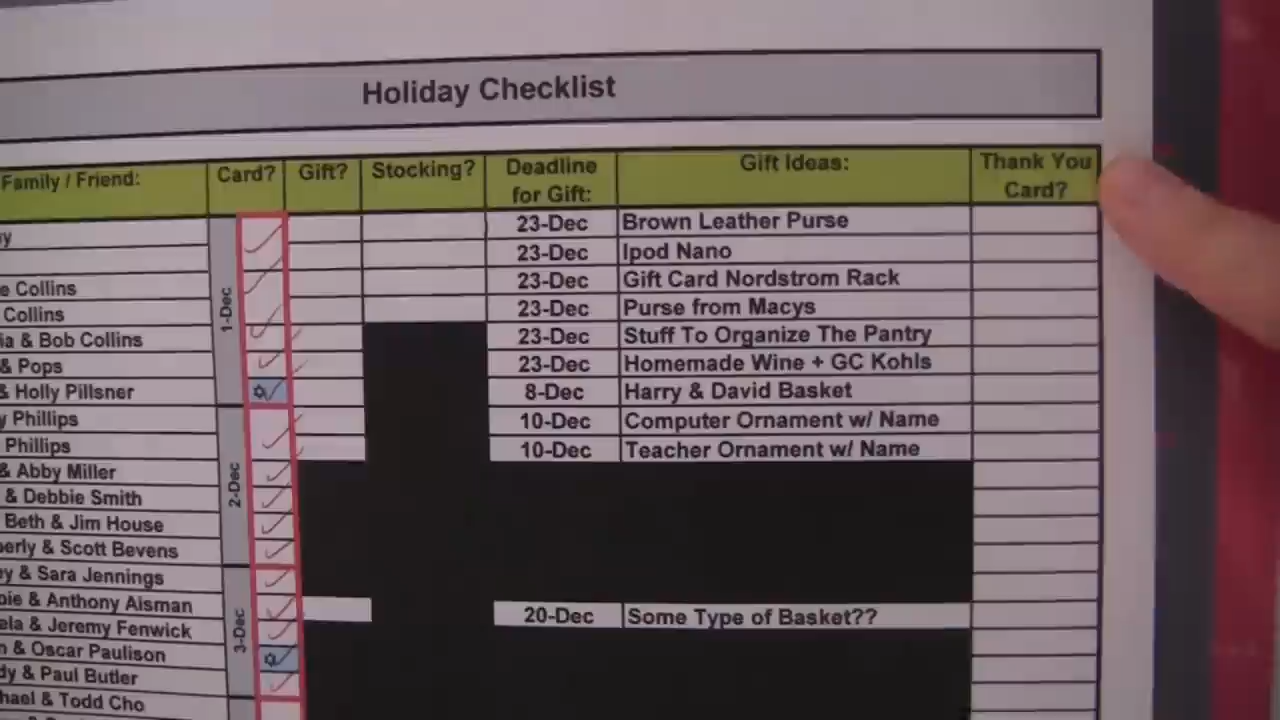 Holiday Checklist
Family / Friend: Card? Gift? Stocking? Deadline for Gift: Gift Ideas: Thank You Card?
1-Dec
23-Dec Brown Leather Purse
23-Dec Ipod Nano
Collins 23-Dec Gift Card Nordstrom Rack
Collins 23-Dec Purse from Macys
& Bob Collins 23-Dec Stuff To Organize The Pantry
& Pops 23-Dec Homemade Wine + GC Kohls
& Holly Pillsner 8-Dec Harry & David Basket
2-Dec
Phillips 10-Dec Computer Ornament w/ Name
Phillips 10-Dec Teacher Ornament w/ Name
& Abby Miller
& Debbie Smith
Beth & Jim House
& Scott Bevens
3-Dec
& Sara Jennings
& Anthony Aisman 20-Dec Some Type of Basket??
& Jeremy Fenwick
& Oscar Paulison
& Paul Butler
& Todd Cho